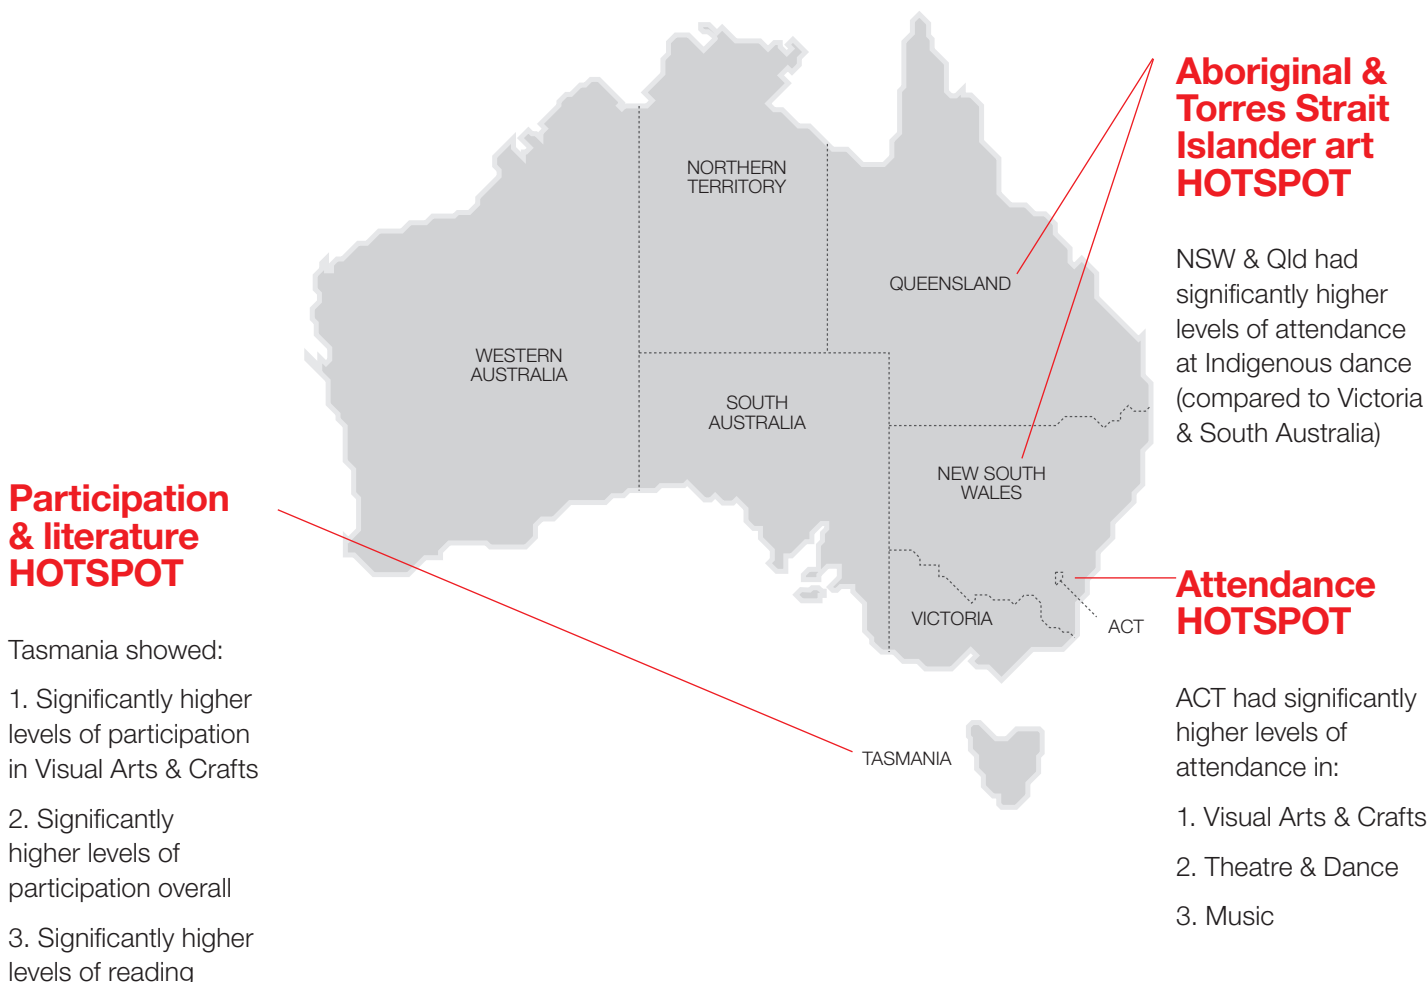 Aboriginal &
Torres Strait
Islander art
HOTSPOT
NSW & Qld had
significantly higher
levels of attendance
at Indigenous dance
(compared to Victoria
& South Australia)
NORTHERN
TERRITORY
QUEENSLAND
WESTERN
AUSTRALIA
SOUTH
AUSTRALIA
NEW SOUTH
WALES
VICTORIA
ACT
TASMANIA
Participation
& literature
HOTSPOT
Tasmania showed:
1. Significantly higher
levels of participation
in Visual Arts & Crafts
2. Significantly
higher levels of
participation overall
3. Significantly higher
levels of reading
Attendance
HOTSPOT
ACT had significantly
higher levels of
attendance in:
1. Visual Arts & Crafts
2. Theatre & Dance
3. Music